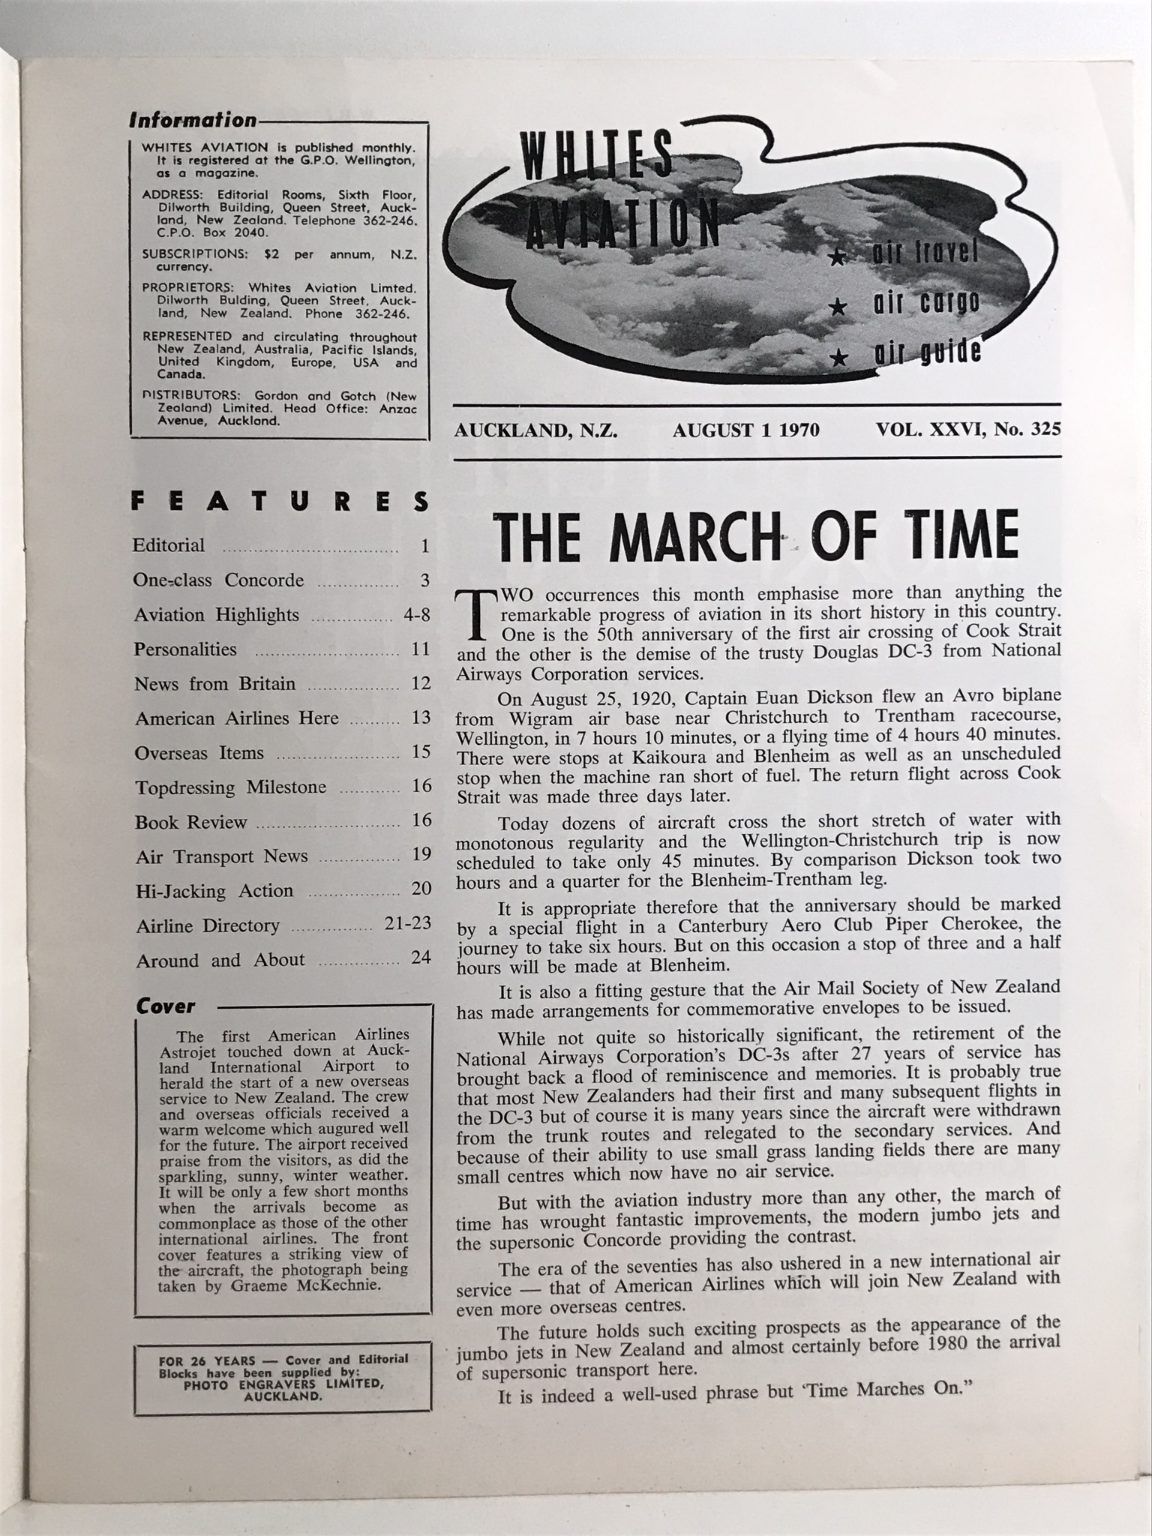 Information
WHITES AVIATION is published monthly.
It is registered at the G.P.O. Wellington,
as a magazine.
ADDRESS: Editorial Rooms, Sixth Floor,
Dilworth Building, Queen Street, Auck-
land, New Zealand. Telephone 362-246.
C.P.O. Box 2040.
SUBSCRIPTIONS: $2 per annum, N.Z.
currency.
PROPRIETORS: Whites Aviation Limted.
Dilworth Bulding, Queen Street, Auck-
land, New Zealand. Phone 362-246.
REPRESENTED and circulating throughout
New Zealand, Australia, Pacific Islands,
United Kingdom, Europe, USA and
Canada.
DISTRIBUTORS: Gordon and Gotch (New
Zealand) Limited. Head Office: Anzac
Avenue, Auckland.
WHITES
AVIATION
★ air travel
★ air cargo
★ air guide
AUCKLAND, N.Z. AUGUST 1 1970 VOL. XXVI, No. 325
FEATURES
Editorial .......... 1
One-class Concorde .......... 3
Aviation Highlights .......... 4-8
Personalities .......... 11
News from Britain .......... 12
American Airlines Here .......... 13
Overseas Items .......... 15
Topdressing Milestone .......... 16
Book Review .......... 16
Air Transport News .......... 19
Hi-Jacking Action .......... 20
Airline Directory .......... 21-23
Around and About .......... 24
Cover
The first American Airlines
Astrojet touched down at Auck-
land International Airport to
herald the start of a new overseas
service to New Zealand. The crew
and overseas officials received a
warm welcome which augured well
for the future. The airport received
praise from the visitors, as did the
sparkling, sunny, winter weather.
It will be only a few short months
when the arrivals become as
commonplace as those of the other
international airlines. The front
cover features a striking view of
the aircraft, the photograph being
taken by Graeme McKechnie.
FOR 26 YEARS — Cover and Editorial
Blocks have been supplied by:
PHOTO ENGRAVERS LIMITED,
AUCKLAND.
THE MARCH OF TIME
TWO occurrences this month emphasise more than anything the
remarkable progress of aviation in its short history in this country.
One is the 50th anniversary of the first air crossing of Cook Strait
and the other is the demise of the trusty Douglas DC-3 from National
Airways Corporation services.
On August 25, 1920, Captain Euan Dickson flew an Avro biplane
from Wigram air base near Christchurch to Trentham racecourse,
Wellington, in 7 hours 10 minutes, or a flying time of 4 hours 40 minutes.
There were stops at Kaikoura and Blenheim as well as an unscheduled
stop when the machine ran short of fuel. The return flight across Cook
Strait was made three days later.
Today dozens of aircraft cross the short stretch of water with
monotonous regularity and the Wellington-Christchurch trip is now
scheduled to take only 45 minutes. By comparison Dickson took two
hours and a quarter for the Blenheim-Trentham leg.
It is appropriate therefore that the anniversary should be marked
by a special flight in a Canterbury Aero Club Piper Cherokee, the
journey to take six hours. But on this occasion a stop of three and a half
hours will be made at Blenheim.
It is also a fitting gesture that the Air Mail Society of New Zealand
has made arrangements for commemorative envelopes to be issued.
While not quite so historically significant, the retirement of the
National Airways Corporation's DC-3s after 27 years of service has
brought back a flood of reminiscence and memories. It is probably true
that most New Zealanders had their first and many subsequent flights in
the DC-3 but of course it is many years since the aircraft were withdrawn
from the trunk routes and relegated to the secondary services. And
because of their ability to use small grass landing fields there are many
small centres which now have no air service.
But with the aviation industry more than any other, the march of
time has wrought fantastic improvements, the modern jumbo jets and
the supersonic Concorde providing the contrast.
The era of the seventies has also ushered in a new international air
service — that of American Airlines which will join New Zealand with
even more overseas centres.
The future holds such exciting prospects as the appearance of the
jumbo jets in New Zealand and almost certainly before 1980 the arrival
of supersonic transport here.
It is indeed a well-used phrase but 'Time Marches On."